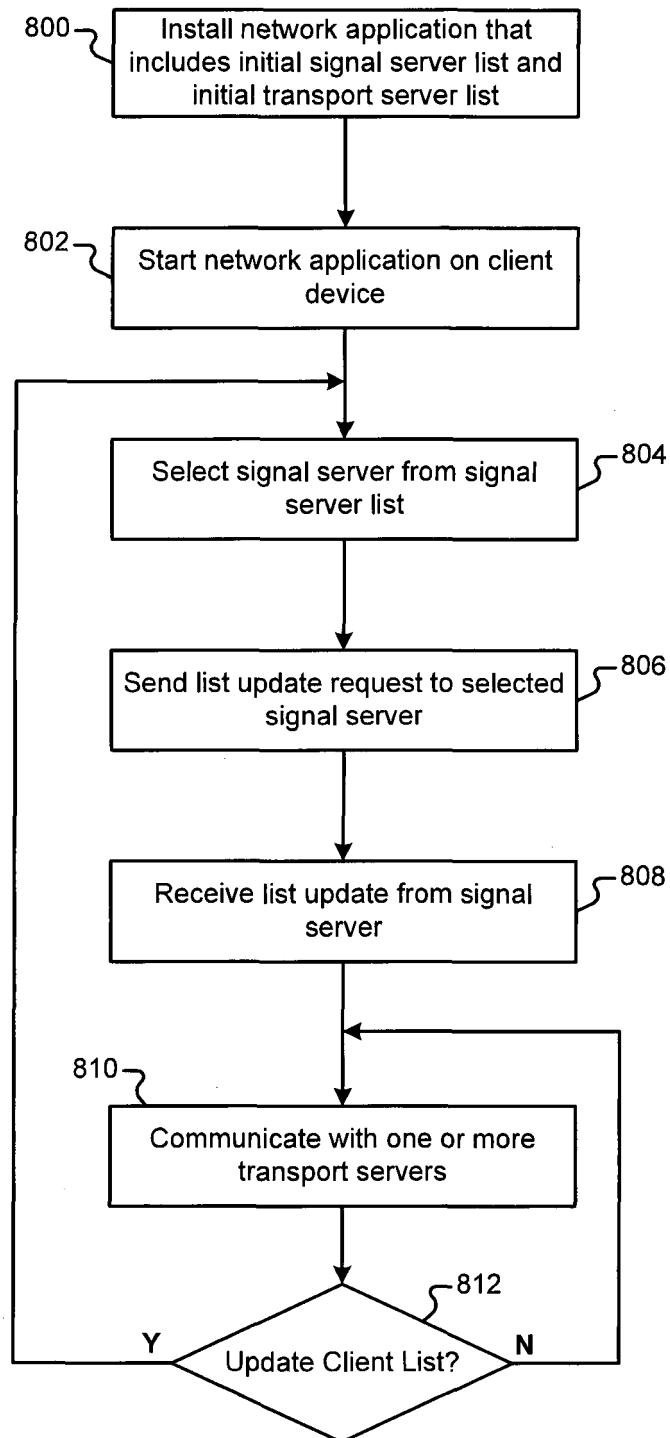 800
Install network application that
includes initial signal server list and
initial transport server list
802
Start network application on client
device
804
Select signal server from signal
server list
806
Send list update request to selected
signal server
808
Receive list update from signal
server
810
Communicate with one or more
transport servers
812
Y
Update Client List?
N